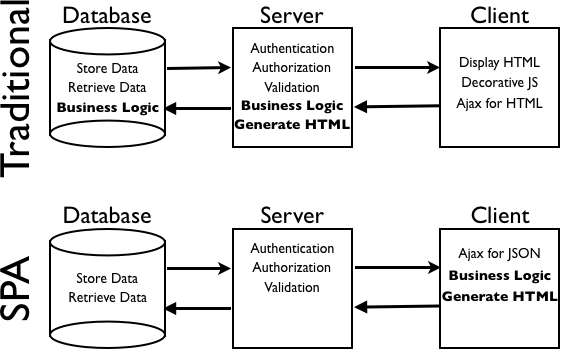 Traditional
Database
Store Data
Retrieve Data
Business Logic
Server
Authentication
Authorization
Validation
Business Logic
Generate HTML
Client
Display HTML
Decorative JS
Ajax for HTML
SPA
Database
Store Data
Retrieve Data
Server
Authentication
Authorization
Validation
Client
Ajax for JSON
Business Logic
Generate HTML